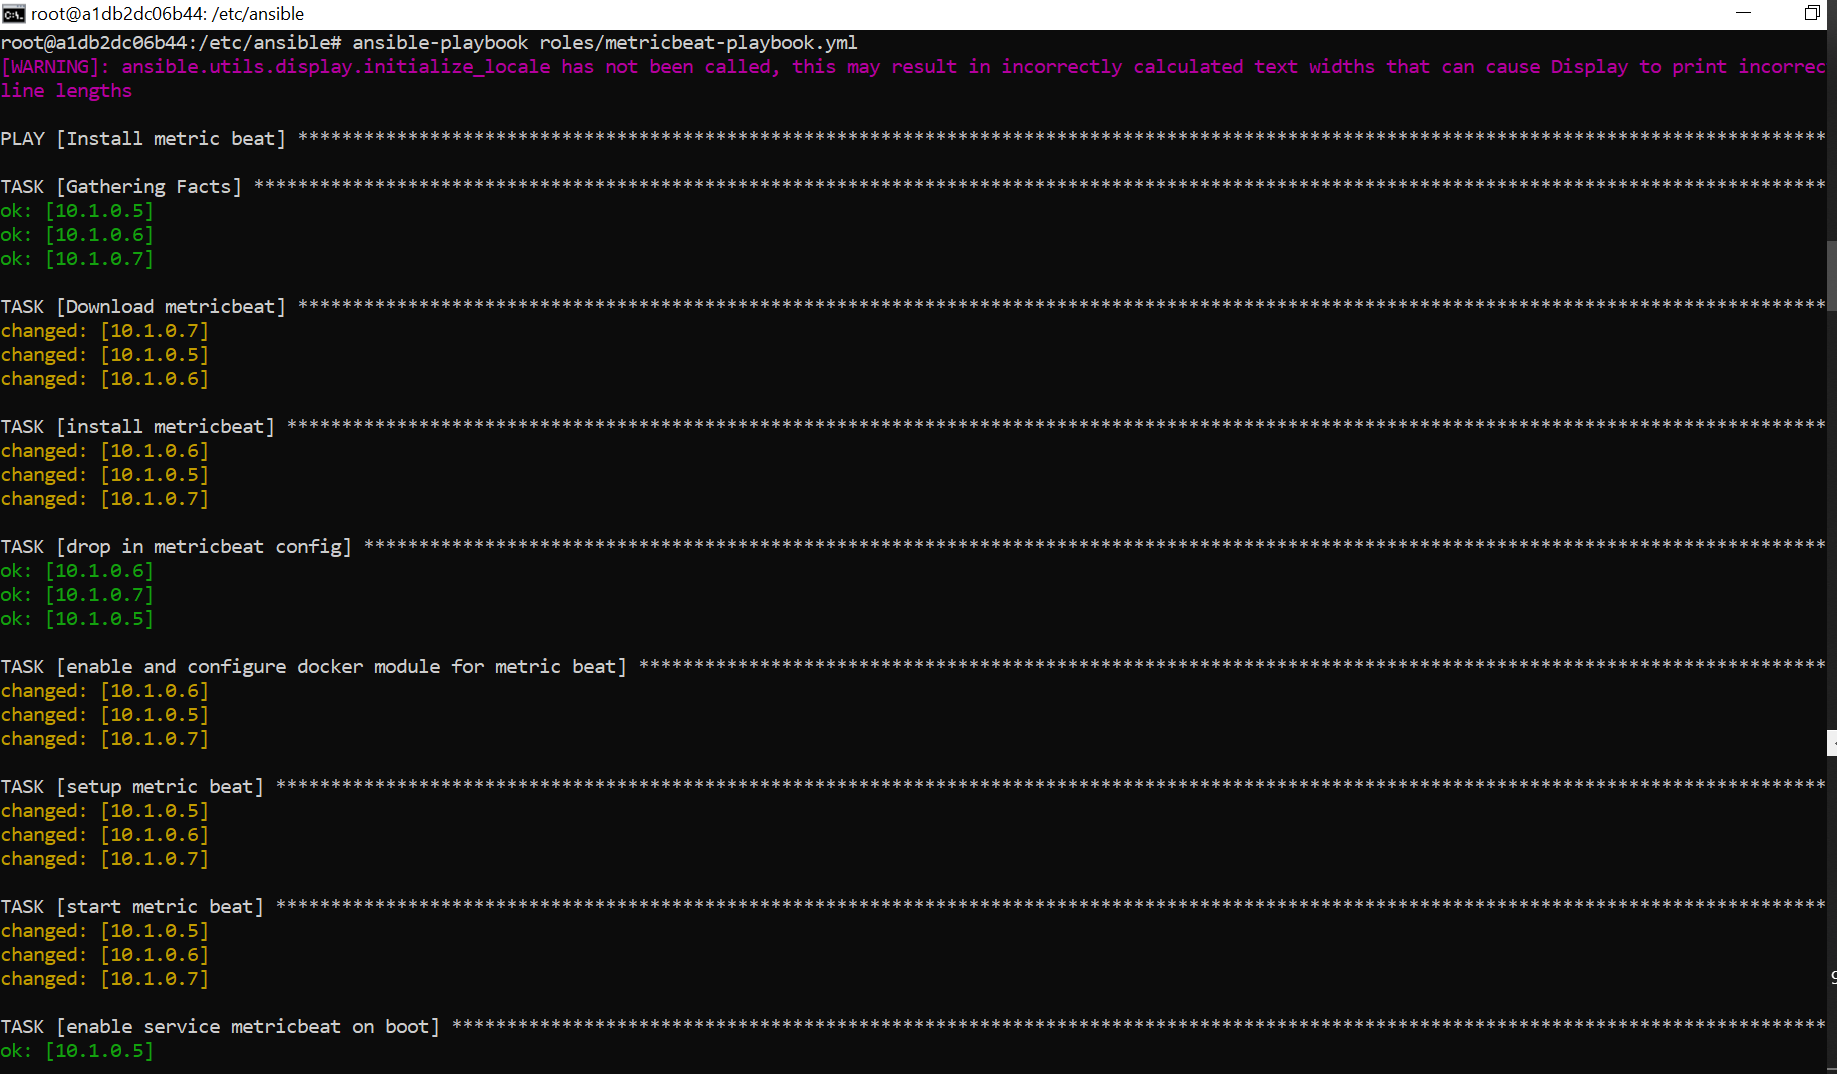 root@a1db2dc06b44: /etc/ansible
root@a1db2dc06b44:/etc/ansible# ansible-playbook roles/metricbeat-playbook.yml
[WARNING]: ansible.utils.display.initialize_locale has not been called, this may result in incorrectly calculated text widths that can cause Display to print incorrec
line lengths
PLAY [Install metric beat] *******************************************************************************************************************************************
TASK [Gathering Facts] ***********************************************************************************************************************************************
ok: [10.1.0.5]
ok: [10.1.0.6]
ok: [10.1.0.7]
TASK [Download metricbeat] *******************************************************************************************************************************************
changed: [10.1.0.7]
changed: [10.1.0.5]
changed: [10.1.0.6]
TASK [install metricbeat] ********************************************************************************************************************************************
changed: [10.1.0.6]
changed: [10.1.0.5]
changed: [10.1.0.7]
TASK [drop in metricbeat config] *************************************************************************************************************************************
ok: [10.1.0.6]
ok: [10.1.0.7]
ok: [10.1.0.5]
TASK [enable and configure docker module for metric beat] ************************************************************************************************************
changed: [10.1.0.6]
changed: [10.1.0.5]
changed: [10.1.0.7]
TASK [setup metric beat] *********************************************************************************************************************************************
changed: [10.1.0.5]
changed: [10.1.0.6]
changed: [10.1.0.7]
TASK [start metric beat] *********************************************************************************************************************************************
changed: [10.1.0.5]
changed: [10.1.0.6]
changed: [10.1.0.7]
TASK [enable service metricbeat on boot] *****************************************************************************************************************************
ok: [10.1.0.5]